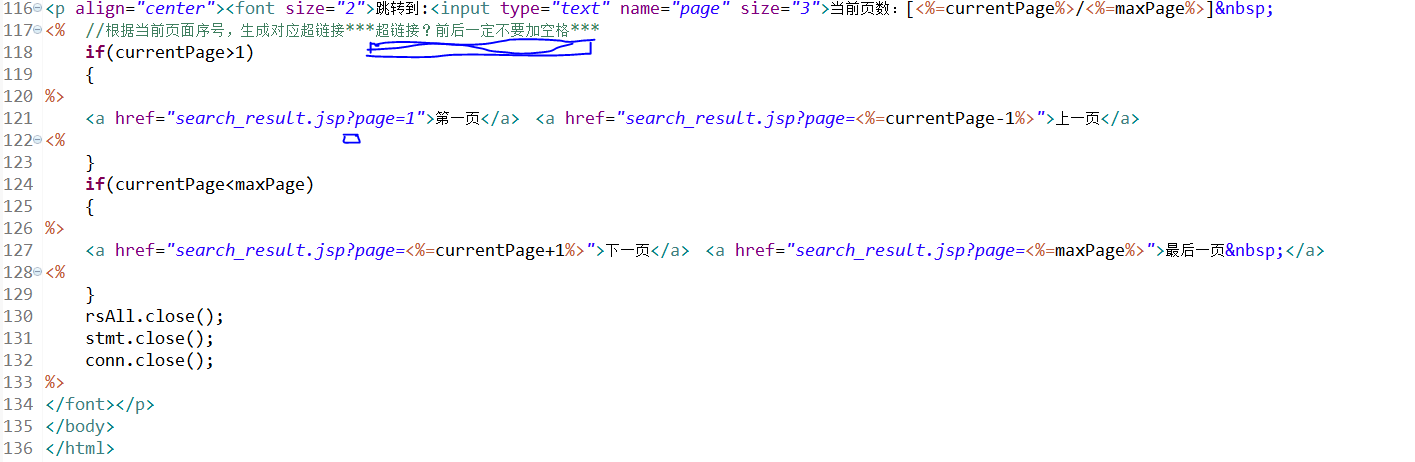 116 <p align="center"><font size="2">跳转到:<input type="text" name="page" size="3">当前页数：[<%=currentPage%>/<%=maxPage%>]&nbsp;
117 <%  //根据当前页面序号，生成对应超链接***超链接？前后一定不要加空格***
118     if(currentPage>1)
119     {
120 %>
121     <a href="search_result.jsp?page=1">第一页</a>  <a href="search_result.jsp?page=<%=currentPage-1%>">上一页</a>
122 <%
123     }
124     if(currentPage<maxPage)
125     {
126 %>
127     <a href="search_result.jsp?page=<%=currentPage+1%>">下一页</a>  <a href="search_result.jsp?page=<%=maxPage%>">最后一页&nbsp;</a>
128 <%
129     }
130     rsAll.close();
131     stmt.close();
132     conn.close();
133 %>
134 </font></p>
135 </body>
136 </html>